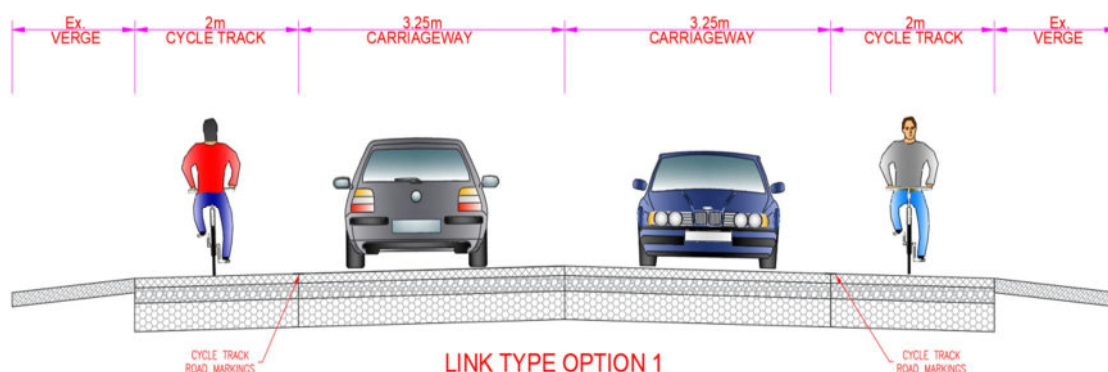 Ex.
VERGE
2m
CYCLE TRACK
3.25m
CARRIAGEWAY
3.25m
CARRIAGEWAY
2m
CYCLE TRACK
Ex.
VERGE
CYCLE TRACK
ROAD MARKINGS
LINK TYPE OPTION 1
CYCLE TRACK
ROAD MARKINGS